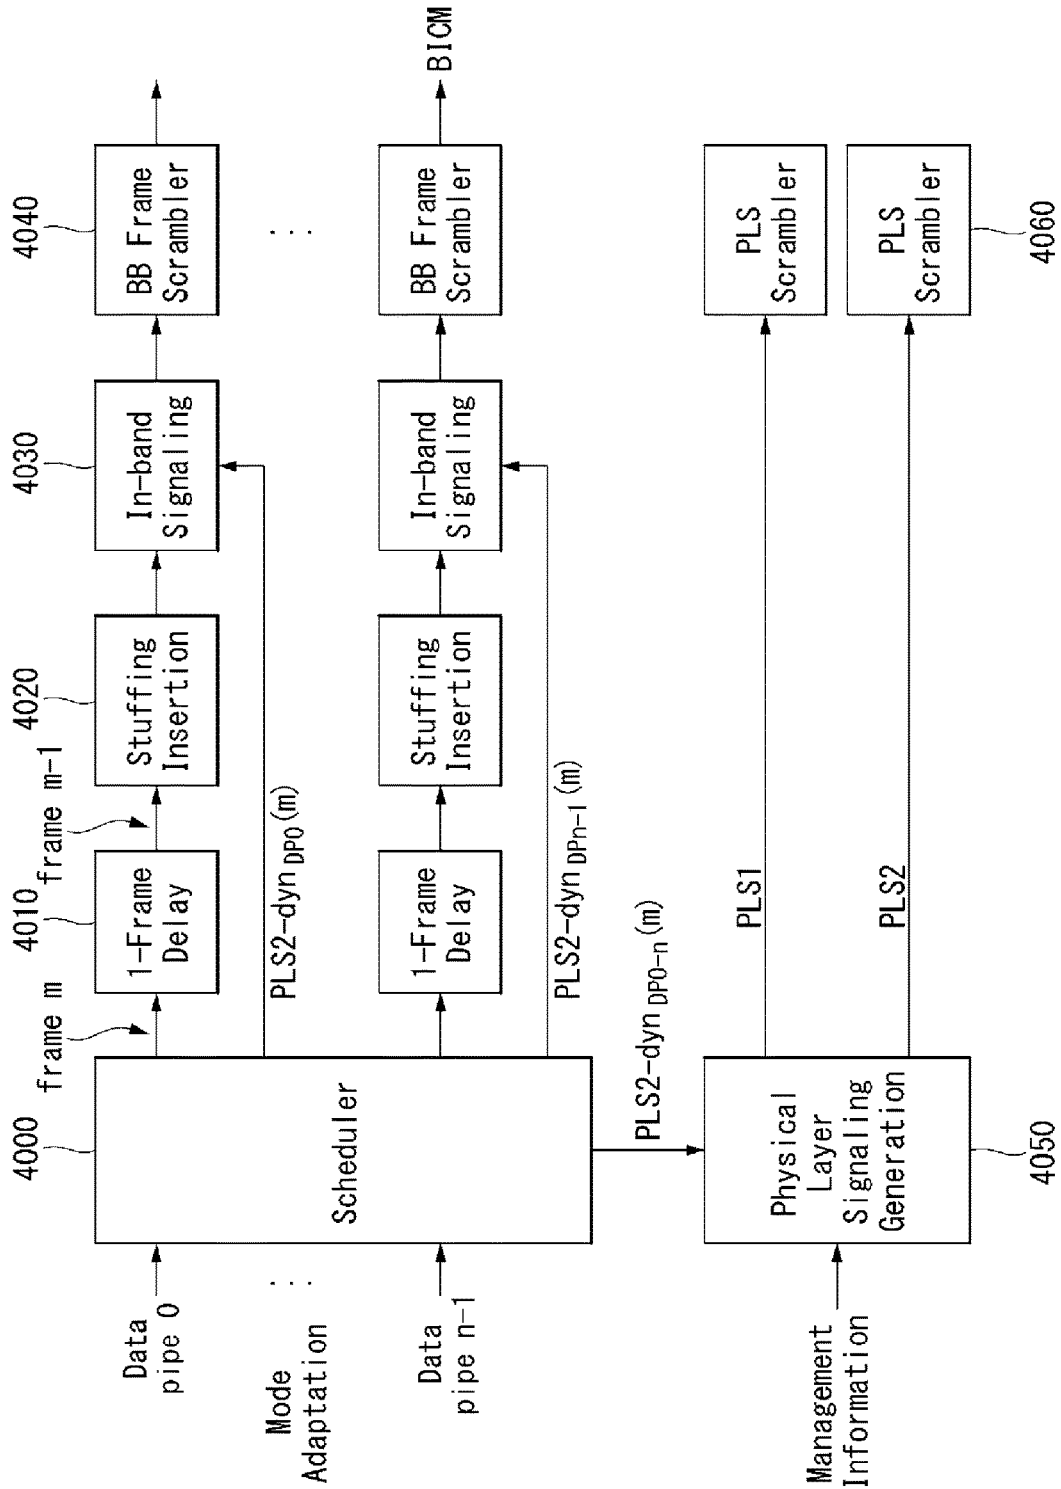 4000
frame m
4010
frame m-1
4020
4030
4040
Data
pipe 0
1-Frame
Delay
Stuffing
Insertion
In-band
Signaling
BB Frame
Scrambler
PLS2-dyn DP0 (m)
Mode
Adaptation
. . .
Scheduler
. . .
Data
pipe n-1
1-Frame
Delay
Stuffing
Insertion
In-band
Signaling
BB Frame
Scrambler
BICM
PLS2-dyn DPn-1 (m)
PLS2-dyn DP0-n (m)
Management
Information
Physical
Layer
Signaling
Generation
PLS1
PLS
Scrambler
PLS2
PLS
Scrambler
4050
4060